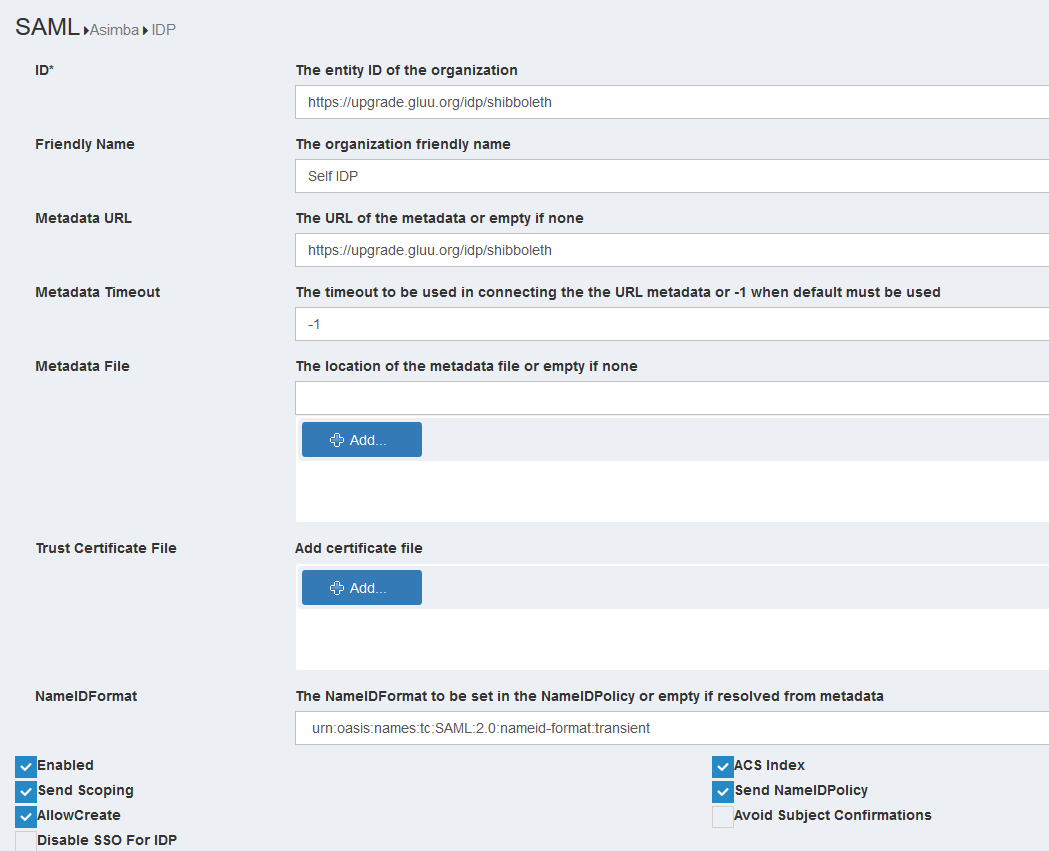 SAML Asimba IDP
ID* The entity ID of the organization
https://upgrade.gluu.org/idp/shibboleth
Friendly Name The organization friendly name
Self IDP
Metadata URL The URL of the metadata or empty if none
https://upgrade.gluu.org/idp/shibboleth
Metadata Timeout The timeout to be used in connecting the the URL metadata or -1 when default must be used
-1
Metadata File The location of the metadata file or empty if none
Add...
Trust Certificate File Add certificate file
Add...
NameIDFormat The NameIDFormat to be set in the NameIDPolicy or empty if resolved from metadata
urn:oasis:names:tc:SAML:2.0:nameid-format:transient
Enabled ACS Index
Send Scoping Send NameIDPolicy
AllowCreate Avoid Subject Confirmations
Disable SSO For IDP